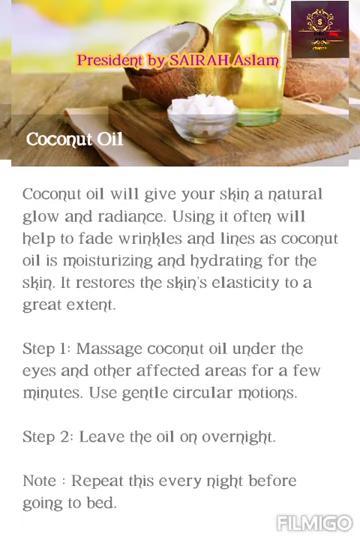 President by SAIRAH Aslam
Coconut Oil
Coconut oil will give your skin a natural
glow and radiance. Using it often will
help to fade wrinkles and lines as coconut
oil is moisturizing and hydrating for the
skin. It restores the skin's elasticity to a
great extent.
Step 1: Massage coconut oil under the
eyes and other affected areas for a few
minutes. Use gentle circular motions.
Step 2: Leave the oil on overnight.
Note : Repeat this every night before
going to bed.
FILMIGO